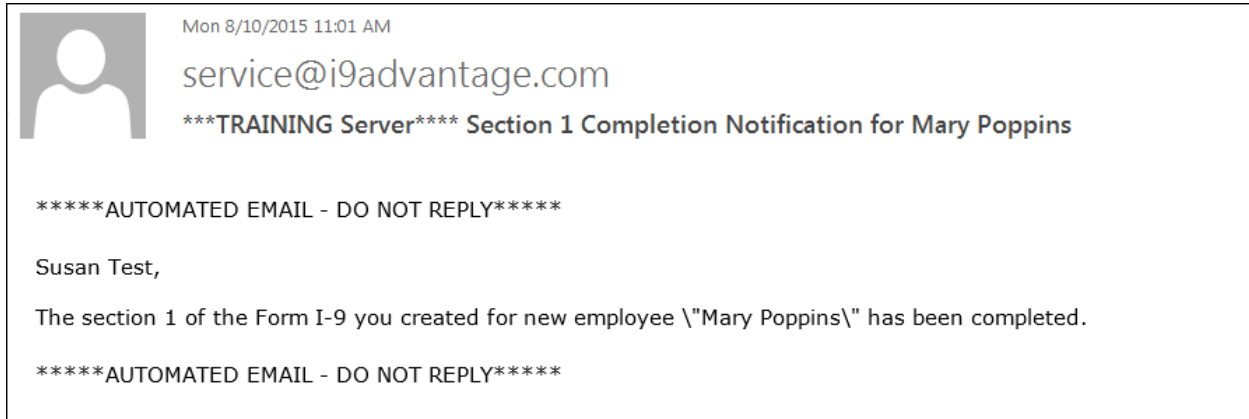 Mon 8/10/2015 11:01 AM
service@i9advantage.com
***TRAINING Server**** Section 1 Completion Notification for Mary Poppins
*****AUTOMATED EMAIL - DO NOT REPLY*****
Susan Test,
The section 1 of the Form I-9 you created for new employee \"Mary Poppins\" has been completed.
*****AUTOMATED EMAIL - DO NOT REPLY*****